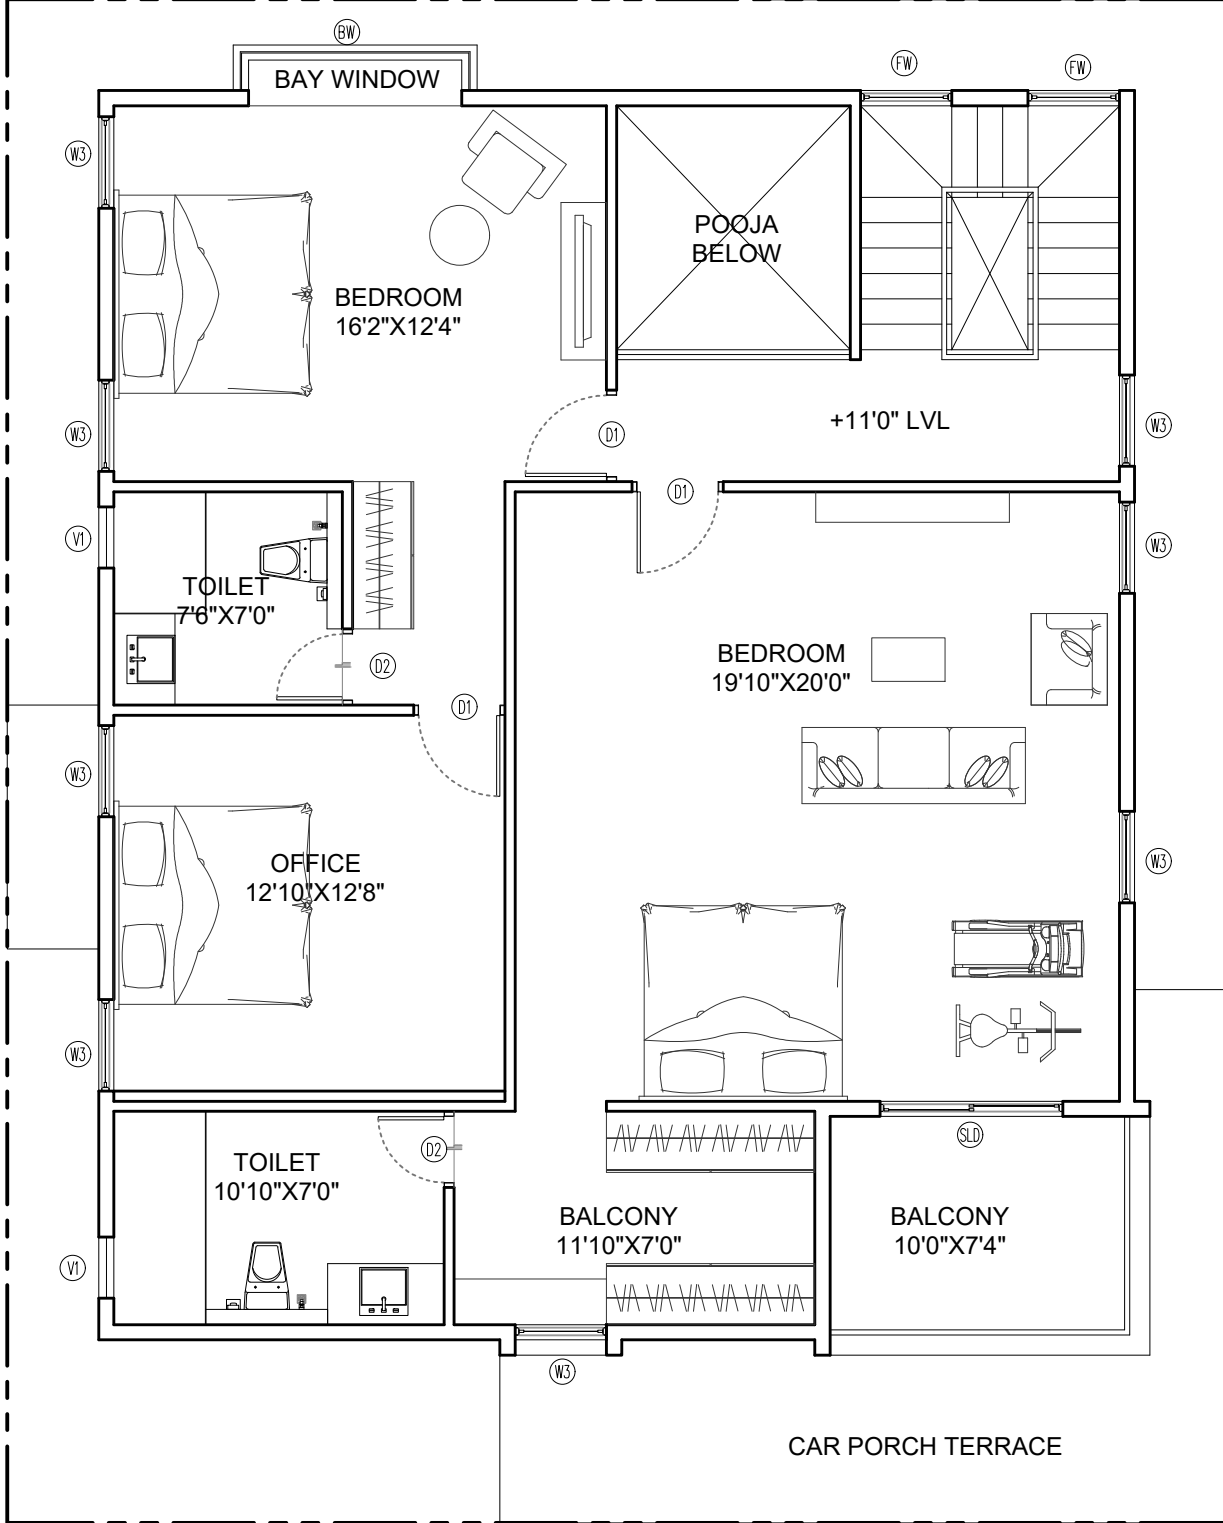 BW
BAY WINDOW
FW
FW
W3
POOJA
BELOW
BEDROOM
16'2"X12'4"
W3
D1
+11'0" LVL
W3
D1
V1
W3
TOILET
7'6"X7'0"
D2
BEDROOM
19'10"X20'0"
D1
W3
OFFICE
12'10"X12'8"
W3
W3
SLD
D2
TOILET
10'10"X7'0"
BALCONY
11'10"X7'0"
BALCONY
10'0"X7'4"
V1
W3
CAR PORCH TERRACE